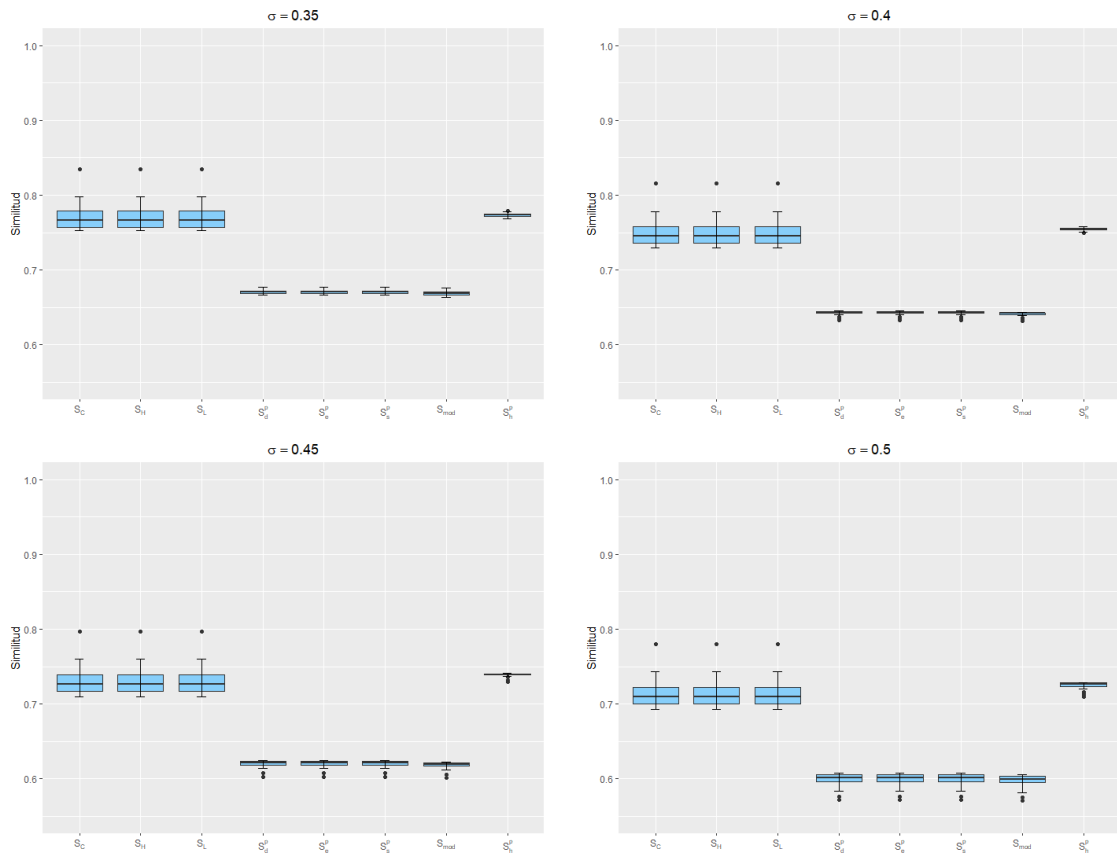 σ = 0.35
1.0
0.9
0.8
0.7
0.6
Similitud
S_C S_H S_L S_d^p S_e^p S_s^p S_mod S_h^p
σ = 0.4
1.0
0.9
0.8
0.7
0.6
Similitud
S_C S_H S_L S_d^p S_e^p S_s^p S_mod S_h^p
σ = 0.45
1.0
0.9
0.8
0.7
0.6
Similitud
S_C S_H S_L S_d^p S_e^p S_s^p S_mod S_h^p
σ = 0.5
1.0
0.9
0.8
0.7
0.6
Similitud
S_C S_H S_L S_d^p S_e^p S_s^p S_mod S_h^p